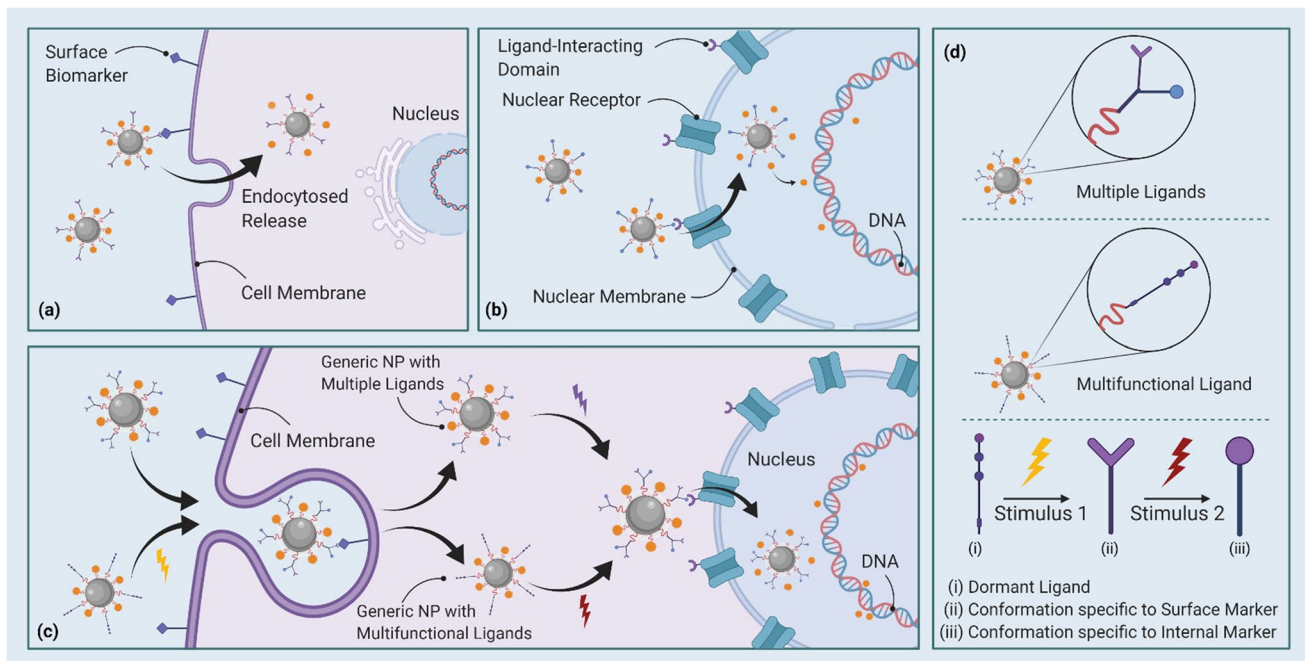 Surface
Biomarker
Nucleus
Endocytosed
Release
Cell Membrane
(a)
Ligand-Interacting
Domain
Nuclear Receptor
DNA
Nuclear Membrane
(b)
Generic NP with
Multiple Ligands
Cell Membrane
Nucleus
DNA
Generic NP with
Multifunctional Ligands
(c)
(d)
Multiple Ligands
Multifunctional Ligand
Stimulus 1
Stimulus 2
(i)
(ii)
(iii)
(i) Dormant Ligand
(ii) Conformation specific to Surface Marker
(iii) Conformation specific to Internal Marker